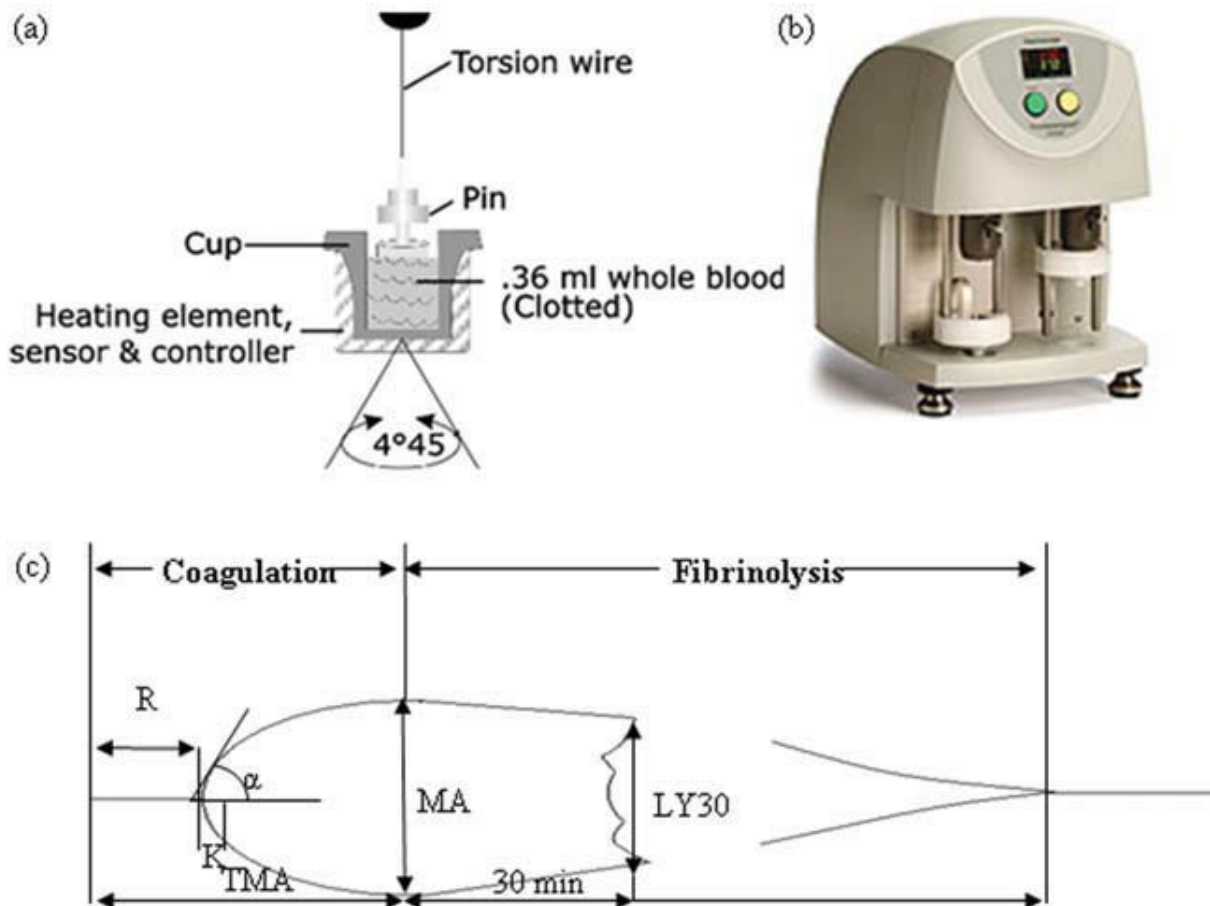 (a)
Torsion wire
Pin
Cup
.36 ml whole blood
(Clotted)
Heating element,
sensor & controller
4°45
(b)
(c)
Coagulation
Fibrinolysis
R
α
MA
LY30
K
TMA
30 min